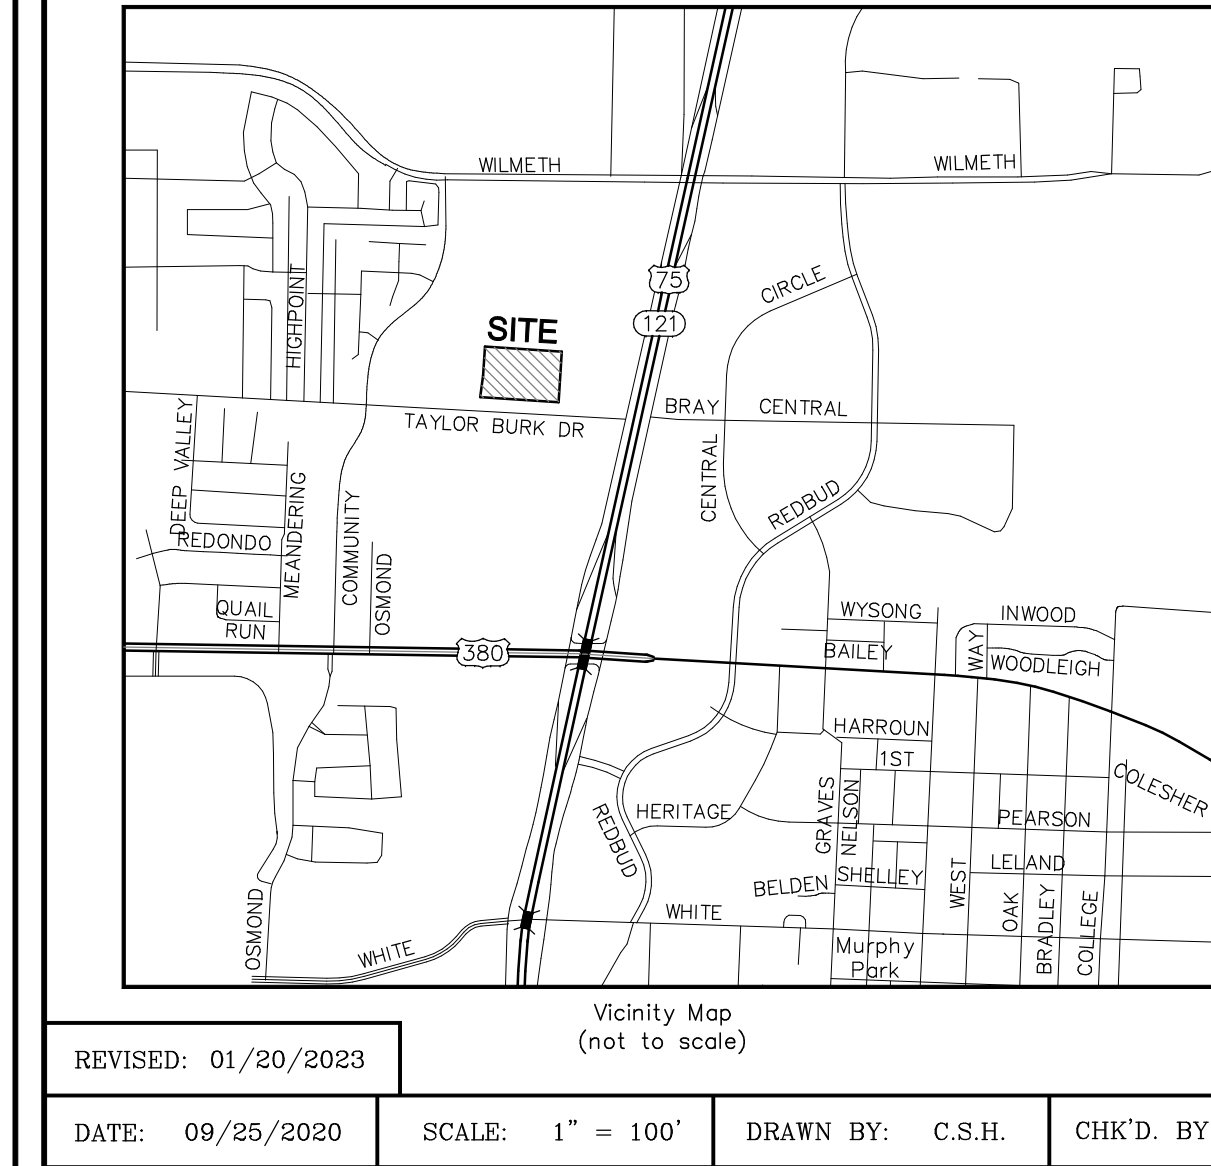 WILMETH
WILMETH
75
CIRCLE
HIGHPOINT
SITE
121
BRAY
CENTRAL
TAYLOR BURK DR
DEEP VALLEY
CENTRAL
REDBUD
MEANDERING
COMMUNITY
REDONDO
OSMOND
QUAIL
RUN
WYSONG
INWOOD
380
BAILEY
WAY
WOODLEIGH
HARROUN
1ST
COLESHER
GRAVES
NELSON
HERITAGE
PEARSON
REDBUD
LELAND
SHELLEY
BELDEN
WEST
OAK
BRADLEY
COLLEGE
OSMOND
WHITE
WHITE
Murphy
Park
Vicinity Map
(not to scale)
REVISED: 01/20/2023
DATE: 09/25/2020
SCALE: 1" = 100'
DRAWN BY: C.S.H.
CHK'D. BY